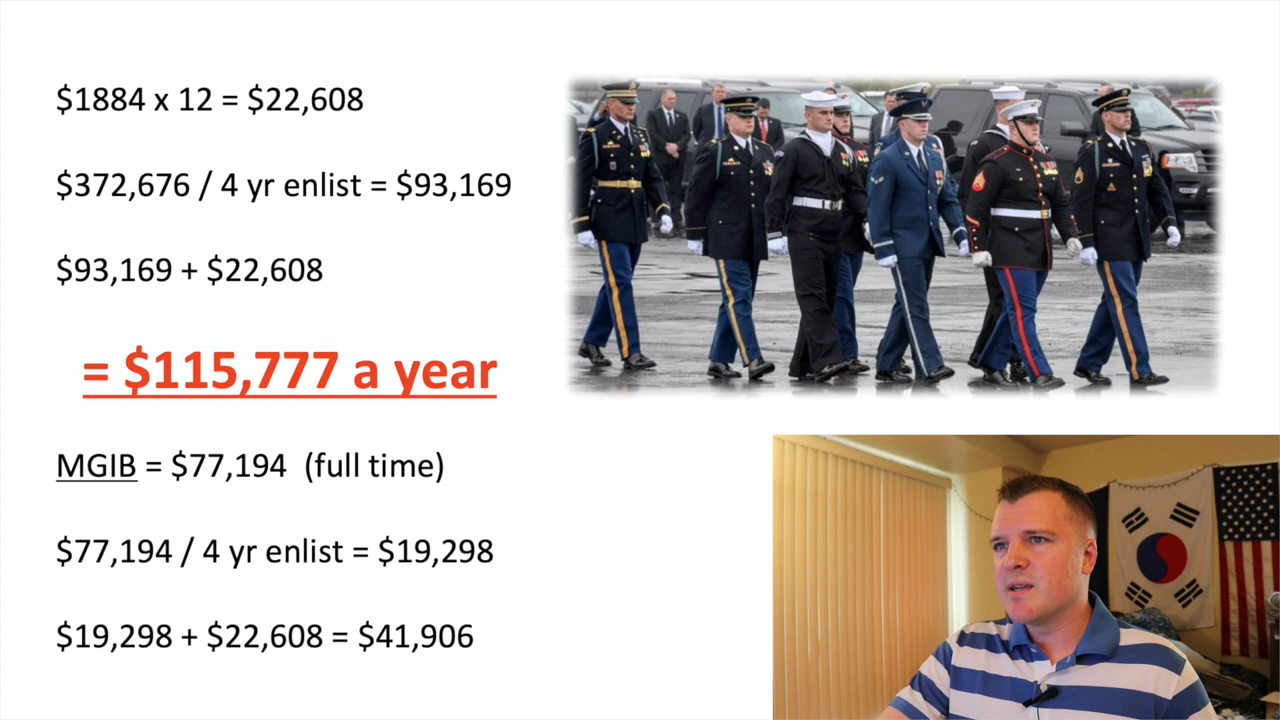 $1884 x 12 = $22,608
$372,676 / 4 yr enlist = $93,169
$93,169 + $22,608
= $115,777 a year
MGIB = $77,194 (full time)
$77,194 / 4 yr enlist = $19,298
$19,298 + $22,608 = $41,906